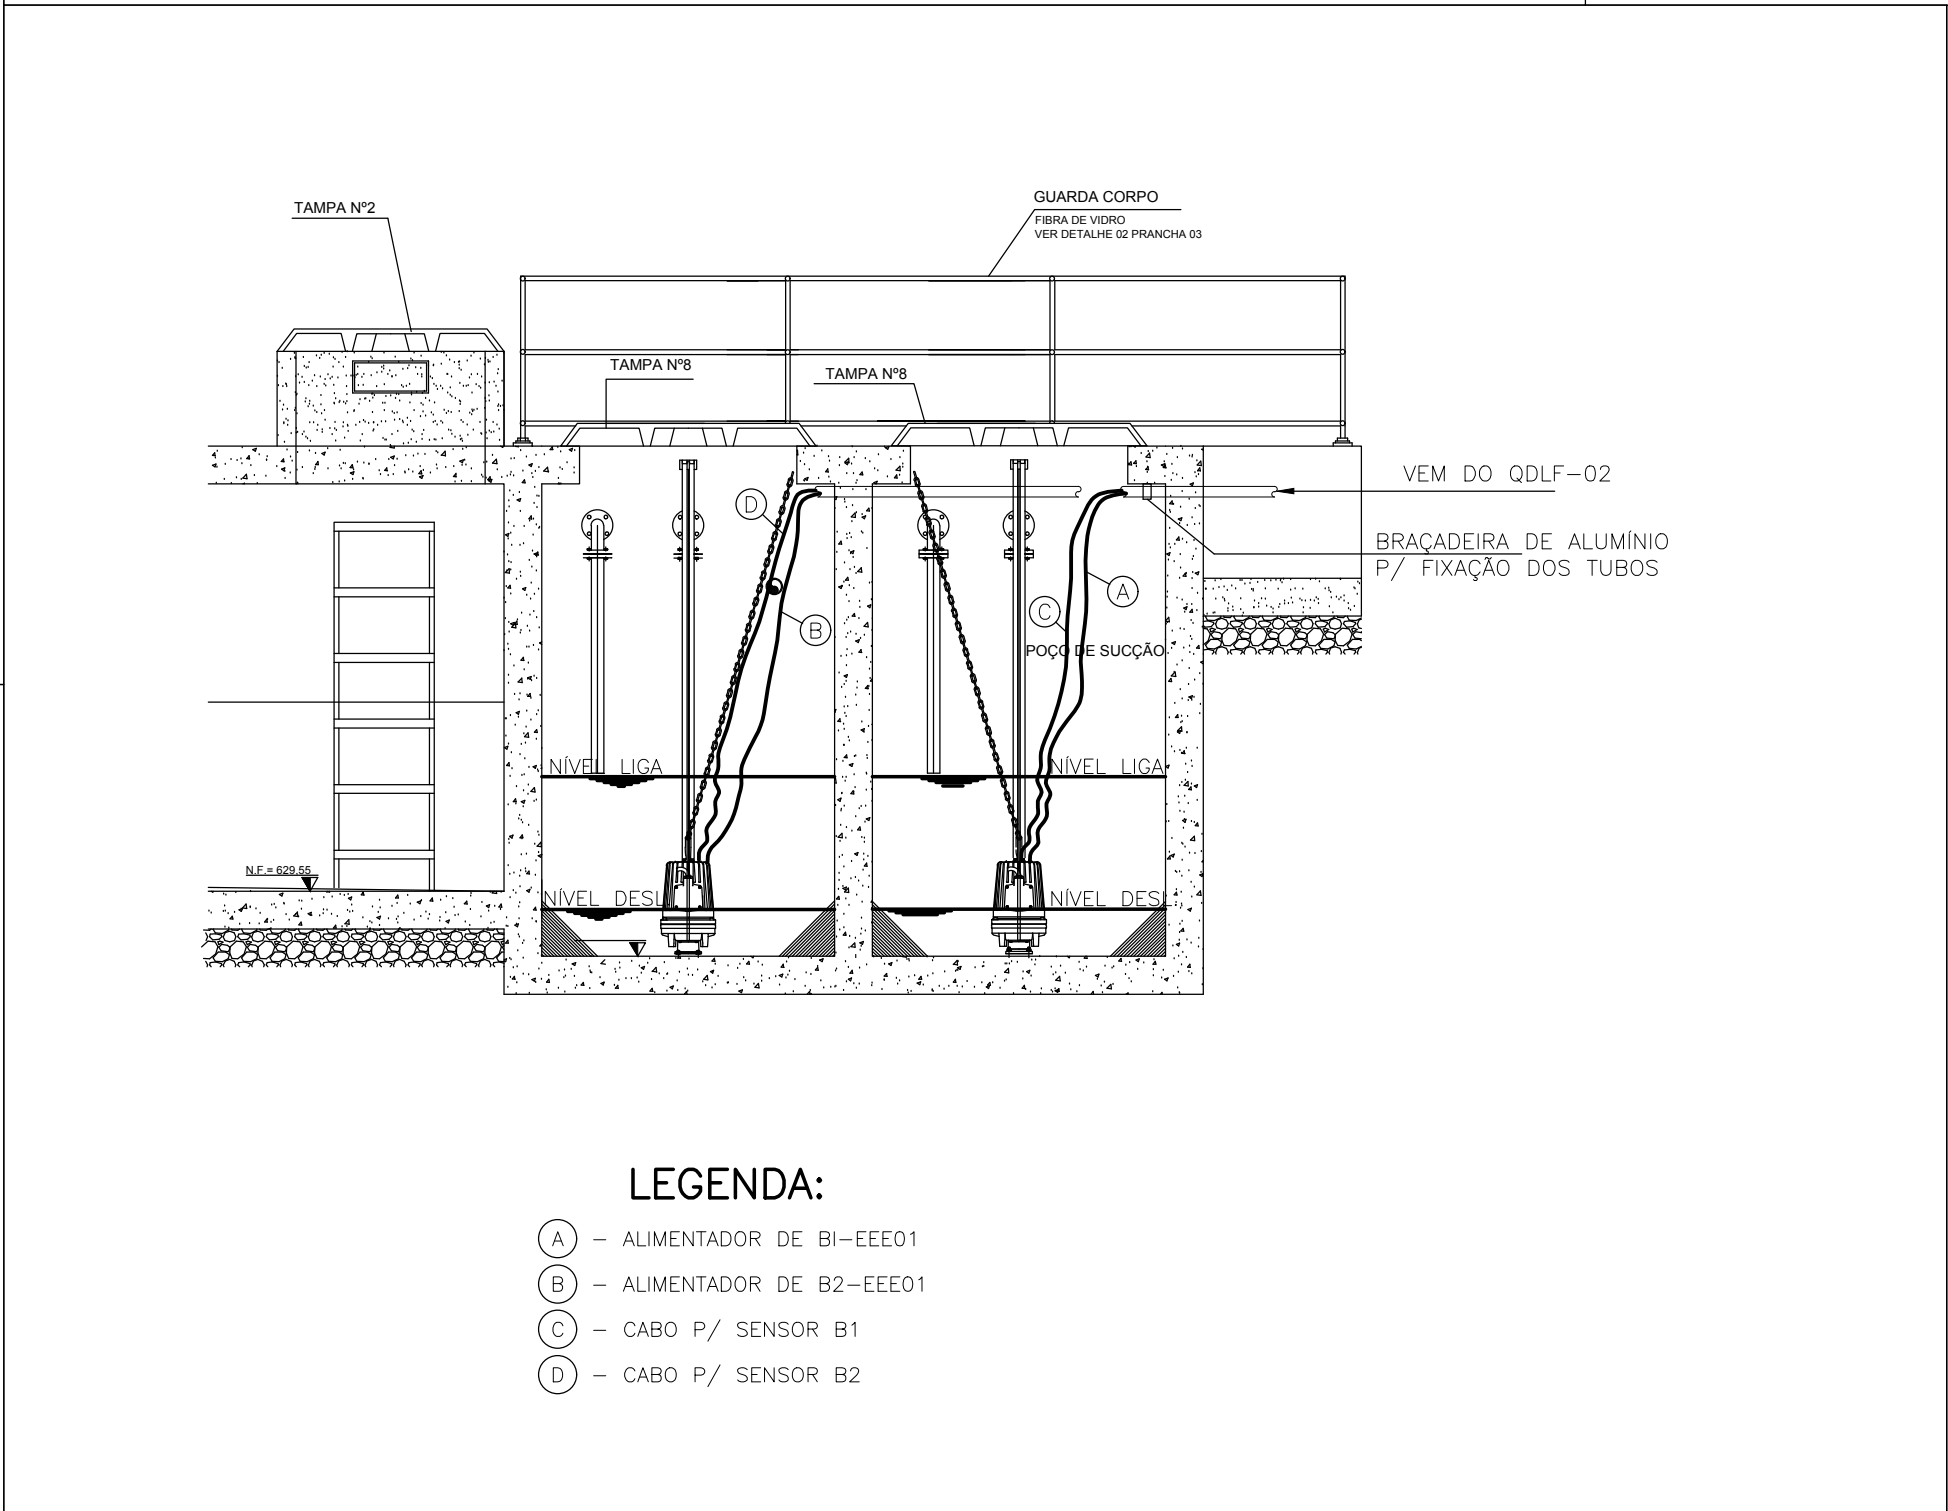 TAMPA Nº2
GUARDA CORPO
FIBRA DE VIDRO
VER DETALHE 02 PRANCHA 03
TAMPA Nº8
TAMPA Nº8
VEM DO QDLF-02
D
BRAÇADEIRA DE ALUMÍNIO
P/ FIXAÇÃO DOS TUBOS
A
C
B
POÇO DE SUCÇÃO
NÍVEL LIGA
NÍVEL LIGA
N.F.= 629,55
NÍVEL DESL
NÍVEL DESL
LEGENDA:
A - ALIMENTADOR DE BI-EEE01
B - ALIMENTADOR DE B2-EEE01
C - CABO P/ SENSOR B1
D - CABO P/ SENSOR B2